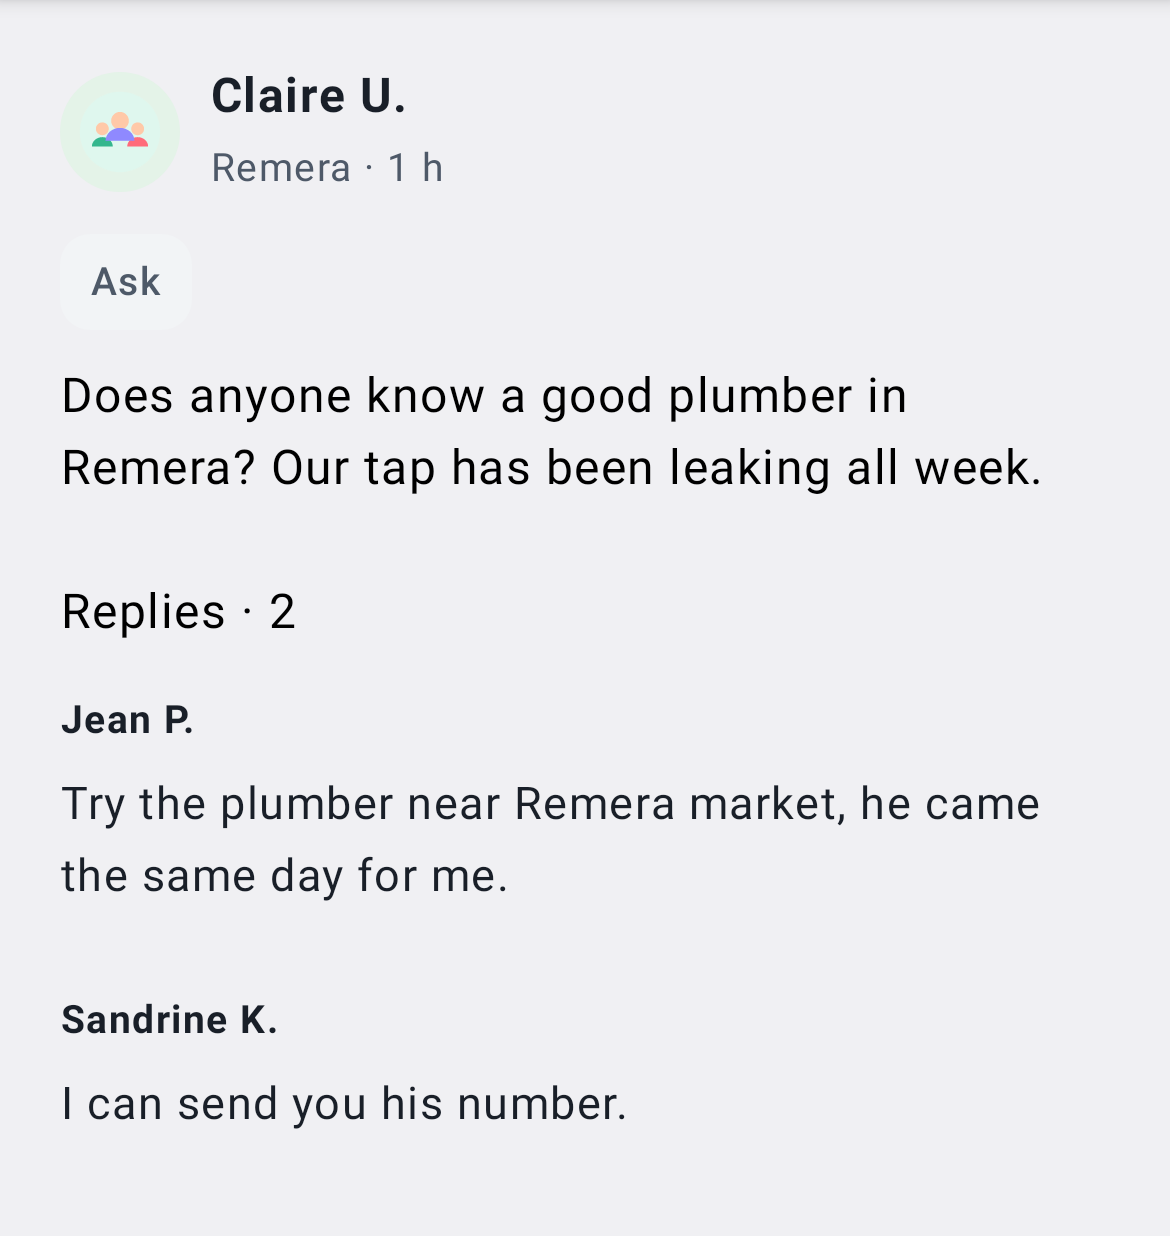 Claire U.
Remera · 1 h
Ask
Does anyone know a good plumber in
Remera? Our tap has been leaking all week.
Replies · 2
Jean P.
Try the plumber near Remera market, he came
the same day for me.
Sandrine K.
I can send you his number.